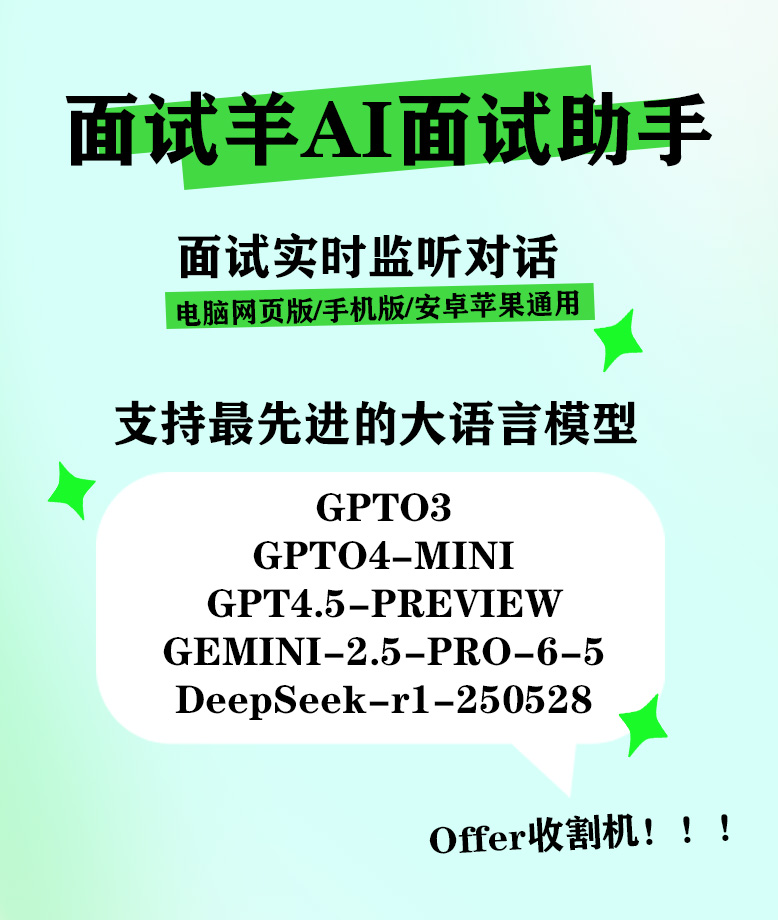 面试羊AI面试助手
面试实时监听对话
电脑网页版/手机版/安卓苹果通用
支持最先进的大语言模型
GPTO3
GPTO4-MINI
GPT4.5-PREVIEW
GEMINI-2.5-PRO-6-5
DeepSeek-r1-250528
Offer收割机！！！